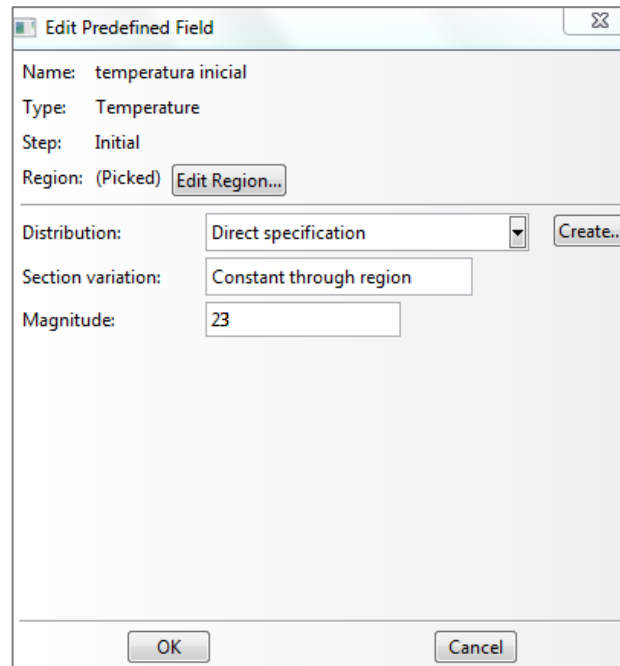 Edit Predefined Field
Name: temperatura inicial
Type: Temperature
Step: Initial
Region: (Picked) Edit Region...
Distribution: Direct specification Create..
Section variation: Constant through region
Magnitude: 23
OK Cancel